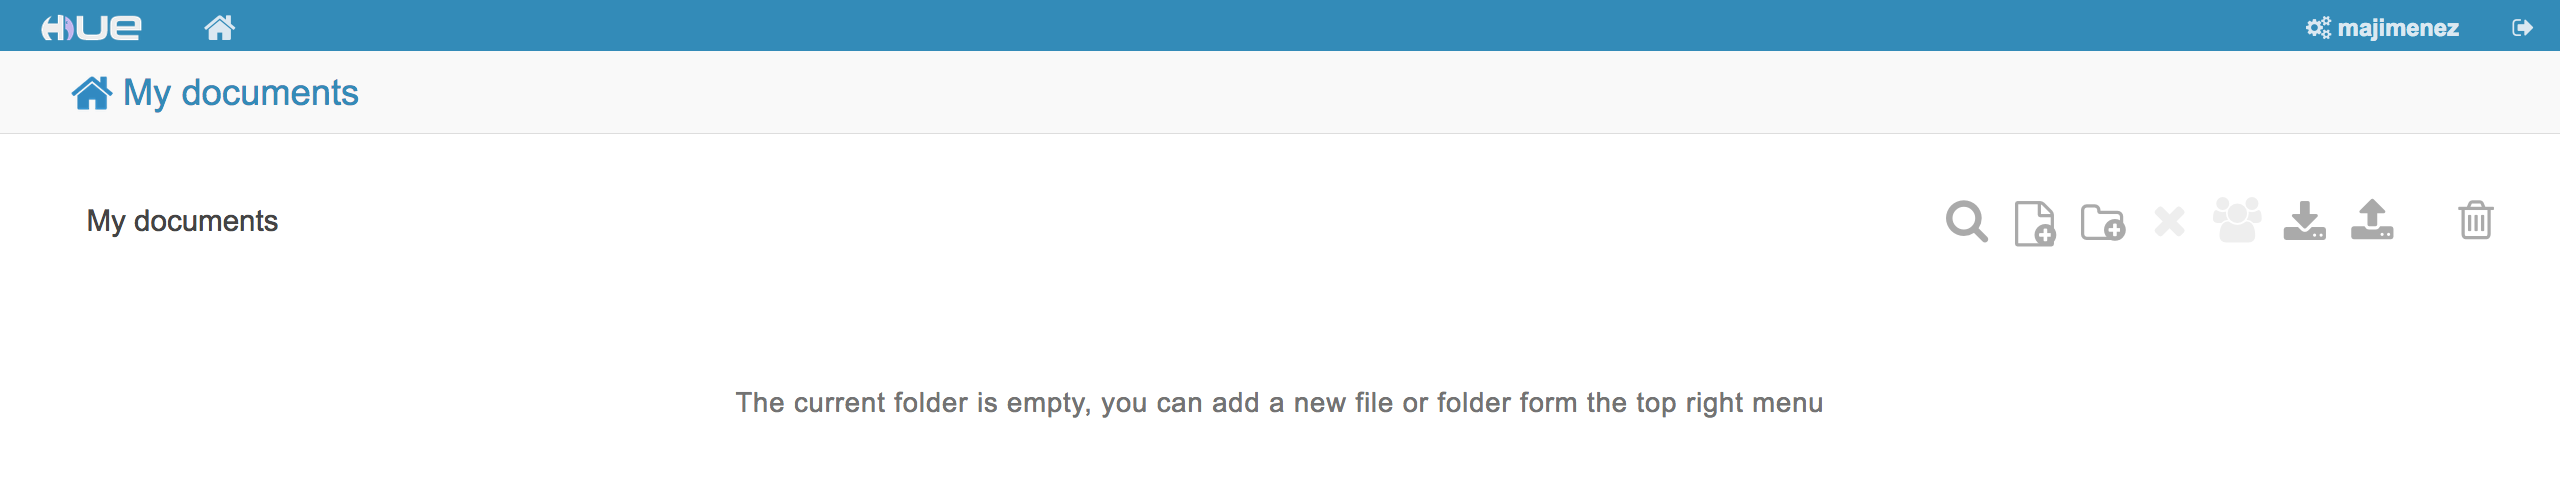 HUE
majimenez
My documents
My documents
The current folder is empty, you can add a new file or folder form the top right menu